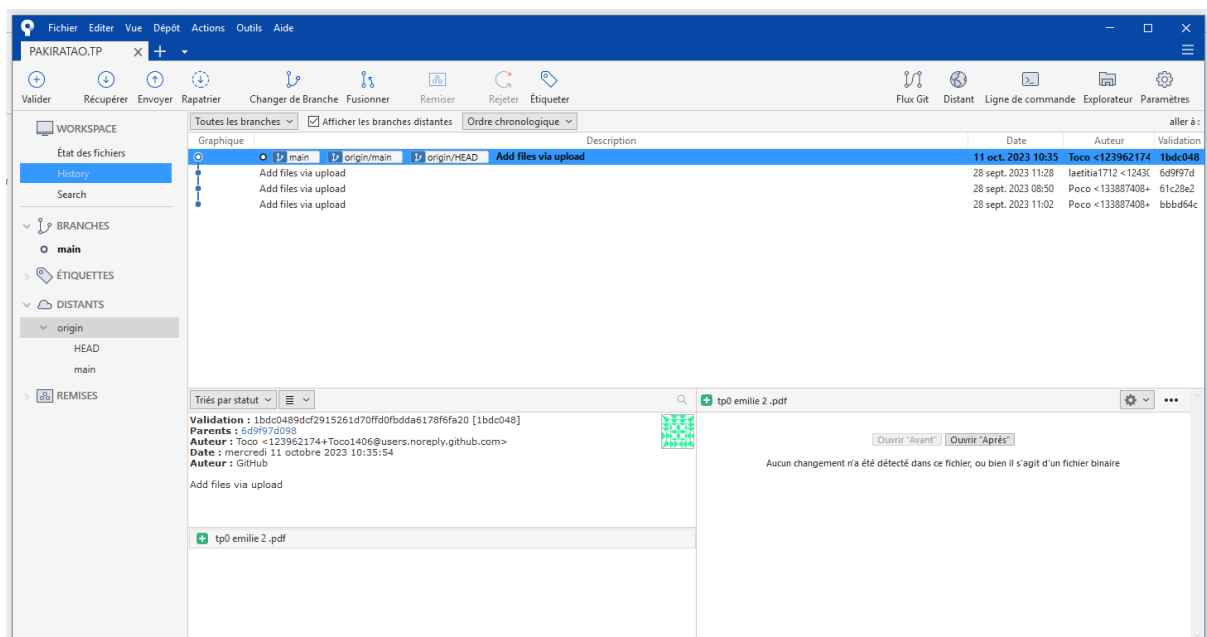 Fichier Editer Vue Dépôt Actions Outils Aide
PAKIRATAO.TP
Valider Récupérer Envoyer Rapatrier Changer de Branche Fusionner Remiser Rejeter Étiqueter Flux Git Distant Ligne de commande Explorateur Paramètres
WORKSPACE
État des fichiers
History
Search
BRANCHES
main
ÉTIQUETTES
DISTANTS
origin
HEAD
main
REMISES
Toutes les branches Afficher les branches distantes Ordre chronologique aller à :
Graphique Description Date Auteur Validation
main origin/main origin/HEAD Add files via upload 11 oct. 2023 10:35 Toco <123962174 1bdc048
Add files via upload 28 sept. 2023 11:28 laetitia1712 <1243( 6d9f97d
Add files via upload 28 sept. 2023 08:50 Poco <133887408+ 61c28e2
Add files via upload 28 sept. 2023 11:02 Poco <133887408+ bbbd64c
Triés par statut
Validation : 1bdc0489dcf2915261d70ffd0fbdda6178f6fa20 [1bdc048]
Parents : 6d9f97d098
Auteur : Toco <123962174+Toco1406@users.noreply.github.com>
Date : mercredi 11 octobre 2023 10:35:54
Auteur : GitHub
Add files via upload
tp0 emilie 2 .pdf
tp0 emilie 2 .pdf
Ouvrir "Avant" Ouvrir "Après"
Aucun changement n'a été détecté dans ce fichier, ou bien il s'agit d'un fichier binaire